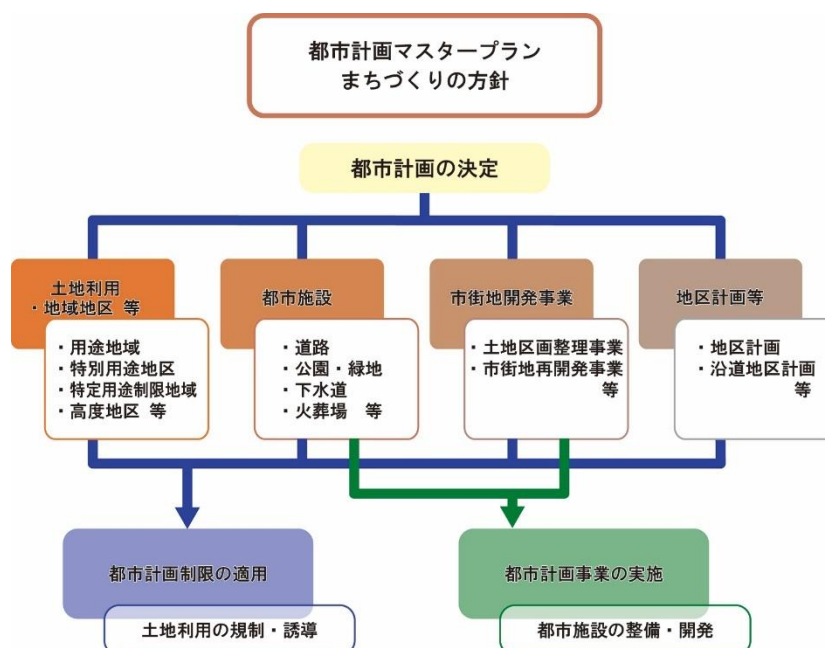 都市計画マスタープラン
まちづくりの方針
都市計画の決定
土地利用
・地域地区 等
・用途地域
・特別用途地区
・特定用途制限地域
・高度地区 等
都市施設
・道路
・公園・緑地
・下水道
・火葬場 等
市街地開発事業
・土地区画整理事業
・市街地再開発事業
等
地区計画等
・地区計画
・沿道地区計画
等
都市計画制限の適用
土地利用の規制・誘導
都市計画事業の実施
都市施設の整備・開発